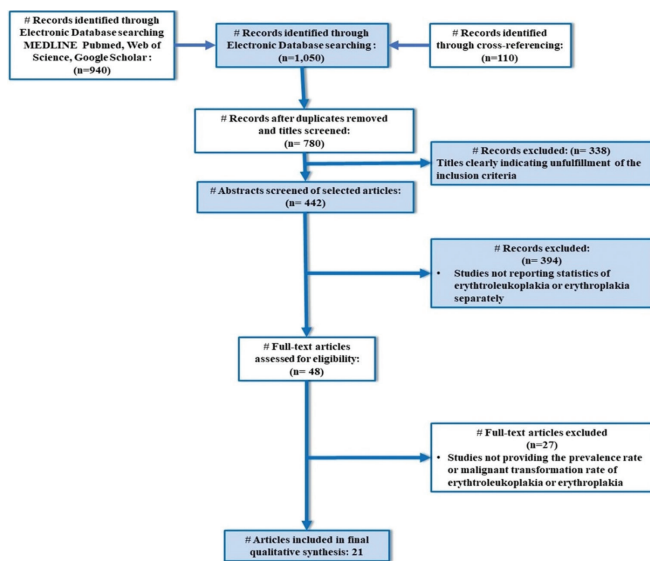 # Records identified through
Electronic Database searching
MEDLINE Pubmed, Web of
Science, Google Scholar :
(n=940)
# Records identified through
Electronic Database searching :
(n=1,050)
# Records identified
through cross-referencing:
(n=110)
# Records after duplicates removed
and titles screened:
(n= 780)
# Records excluded: (n= 338)
Titles clearly indicating unfulfillment of the
inclusion criteria
# Abstracts screened of selected articles:
(n= 442)
# Records excluded:
(n= 394)
• Studies not reporting statistics of
eryhtroleukoplakia or erythroplakia
separately
# Full-text articles
assessed for eligibility:
(n= 48)
# Full-text articles excluded
(n=27)
• Studies not providing the prevalence rate
or malignant transformation rate of
eryhtroleukoplakia or erythroplakia
# Articles included in final
qualitative synthesis: 21